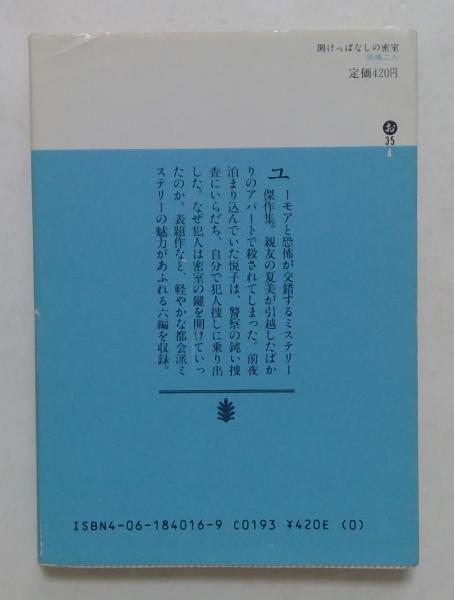 開けっぱなしの密室
岡嶋二人
定価420円
お
35
4
ユーモアと恐怖が交錯するミステリー
傑作集。親友の夏美が引越したばか
りのアパートで殺されてしまった。前夜
泊まり込んでいた悦子は、警察の鈍い捜
査にいらだち、自分で犯人捜しに乗り出
した。なぜ犯人は密室の鍵を開けていっ
たのか。表題作など、軽やかな都会派ミ
ステリーの魅力があふれる六編を収録。
ISBN4-06-184016-9 C0193 ¥420E (0)